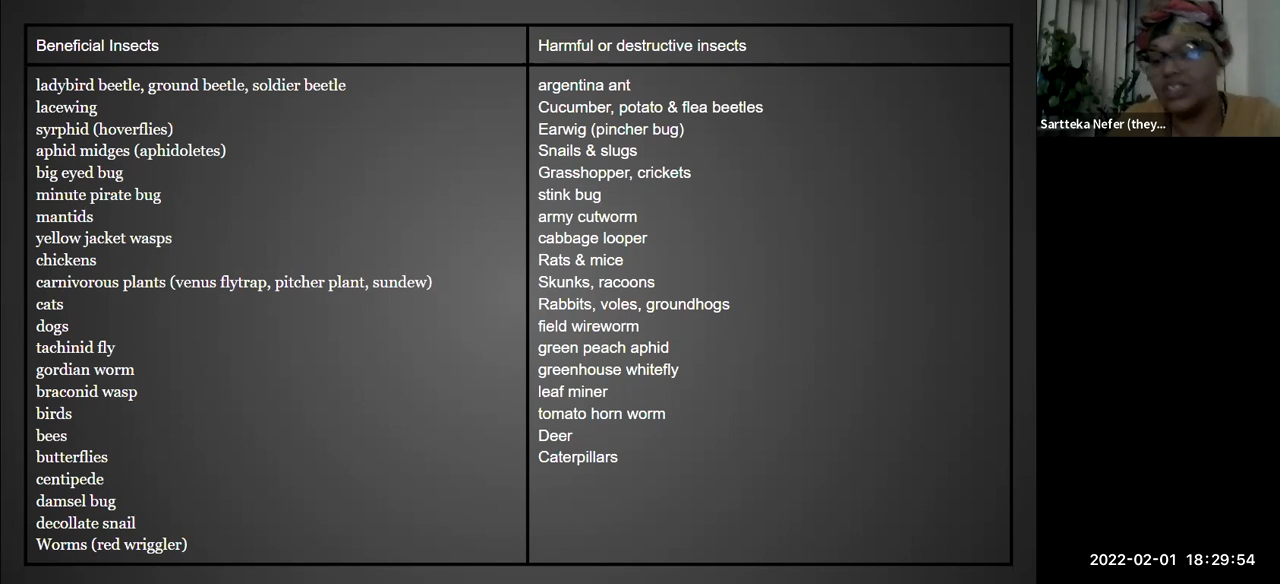 Beneficial Insects
ladybird beetle, ground beetle, soldier beetle
lacewing
syrphid (hoverflies)
aphid midges (aphidoletes)
big eyed bug
minute pirate bug
mantids
yellow jacket wasps
chickens
carnivorous plants (venus flytrap, pitcher plant, sundew)
cats
dogs
tachinid fly
gordian worm
braconid wasp
birds
bees
butterflies
centipede
damsel bug
decollate snail
Worms (red wriggler)
Harmful or destructive insects
argentina ant
Cucumber, potato & flea beetles
Earwig (pincher bug)
Snails & slugs
Grasshopper, crickets
stink bug
army cutworm
cabbage looper
Rats & mice
Skunks, racoons
Rabbits, voles, groundhogs
field wireworm
green peach aphid
greenhouse whitefly
leaf miner
tomato horn worm
Deer
Caterpillars
Sartteka Nefer (they...
2022-02-01 18:29:54